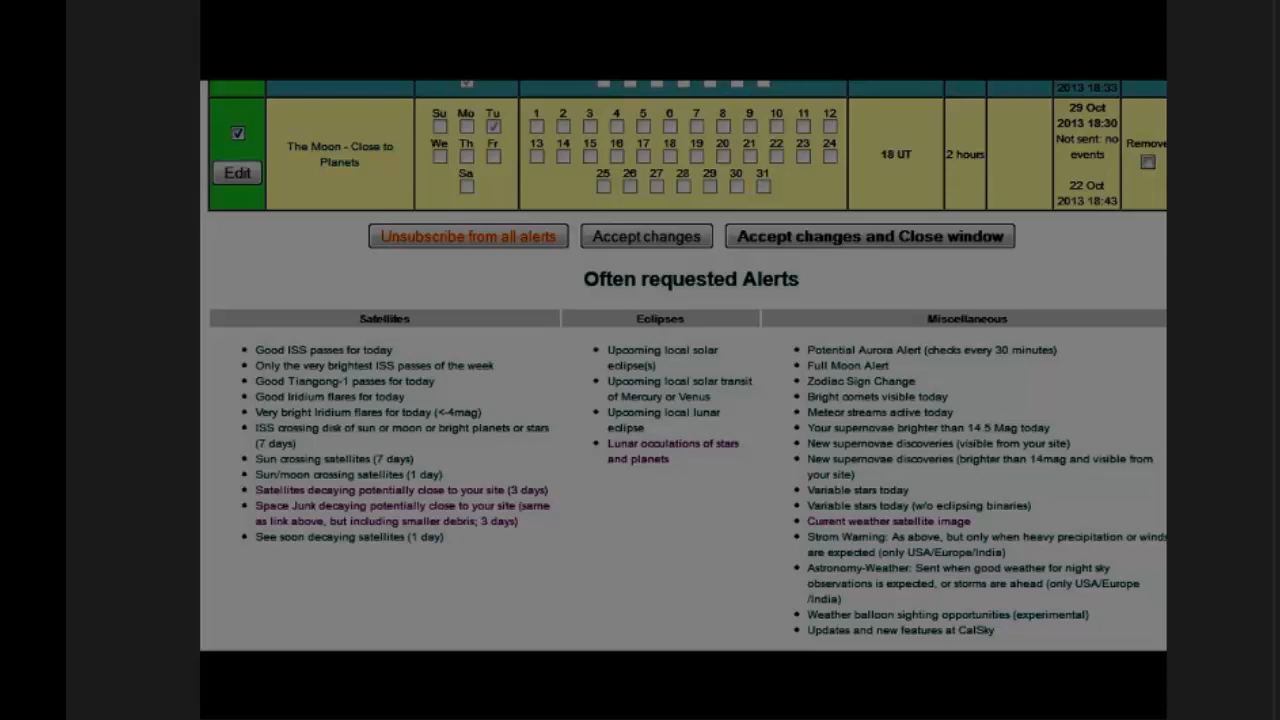 2013 18:33
Su Mo Tu 1 2 3 4 5 6 7 8 9 10 11 12 29 Oct
2013 18:30
We Th Fr 13 14 15 16 17 18 19 20 21 22 23 24 Not sent: no Remove
The Moon - Close to 18 UT 2 hours events
Planets
Edit Sa 25 26 27 28 29 30 31
22 Oct
2013 18:43
Unsubscribe from all alerts Accept changes Accept changes and Close window
Often requested Alerts
Satellites
Good ISS passes for today
Only the very brightest ISS passes of the week
Good Tiangong-1 passes for today
Good Iridium flares for today
Very bright Iridium flares for today (<-4mag)
ISS crossing disk of sun or moon or bright planets or stars
(7 days)
Sun crossing satellites (7 days)
Sun/moon crossing satellites (1 day)
Satellites decaying potentially close to your site (3 days)
Space Junk decaying potentially close to your site (same
as link above, but including smaller debris; 3 days)
See soon decaying satellites (1 day)
Eclipses
Upcoming local solar
eclipse(s)
Upcoming local solar transit
of Mercury or Venus
Upcoming local lunar
eclipse
Lunar occulations of stars
and planets
Miscellaneous
Potential Aurora Alert (checks every 30 minutes)
Full Moon Alert
Zodiac Sign Change
Bright comets visible today
Meteor streams active today
Your supernovae brighter than 14.5 Mag today
New supernovae discoveries (visible from your site)
New supernovae discoveries (brighter than 14mag and visible from
your site)
Variable stars today
Variable stars today (w/o eclipsing binaries)
Current weather satellite image
Strom Warning: As above, but only when heavy precipitation or winds
are expected (only USA/Europe/India)
Astronomy-Weather: Sent when good weather for night sky
observations is expected, or storms are ahead (only USA/Europe
/India)
Weather balloon sighting opportunities (experimental)
Updates and new features at CalSky